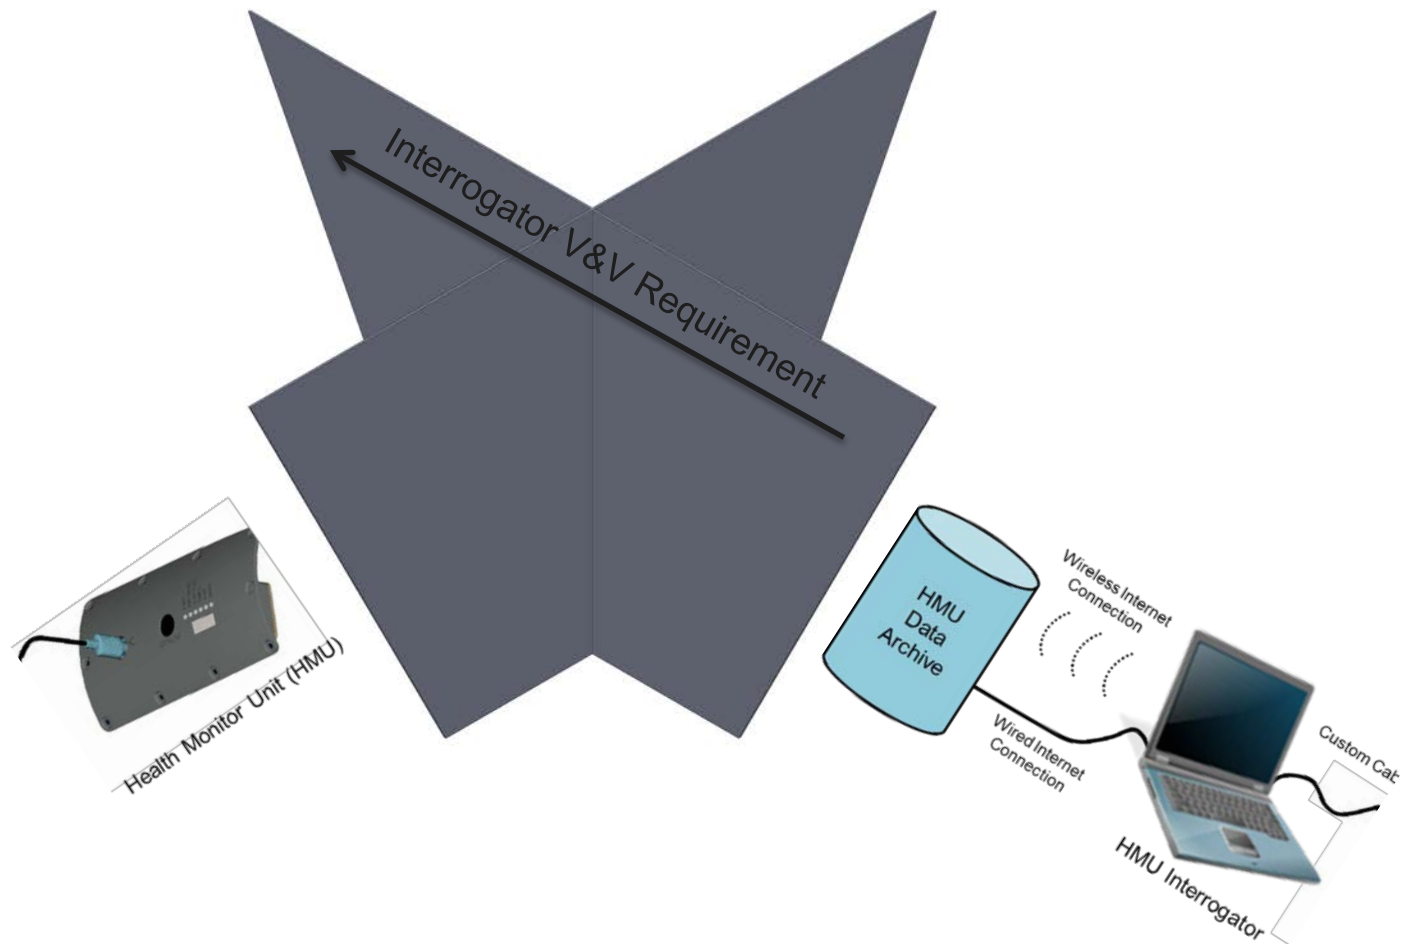 Interrogator V&V Requirement
Health Monitor Unit (HMU)
HMU
Data
Archive
Wireless Internet
Connection
Wired Internet
Connection
Custom Cab
HMU Interrogator